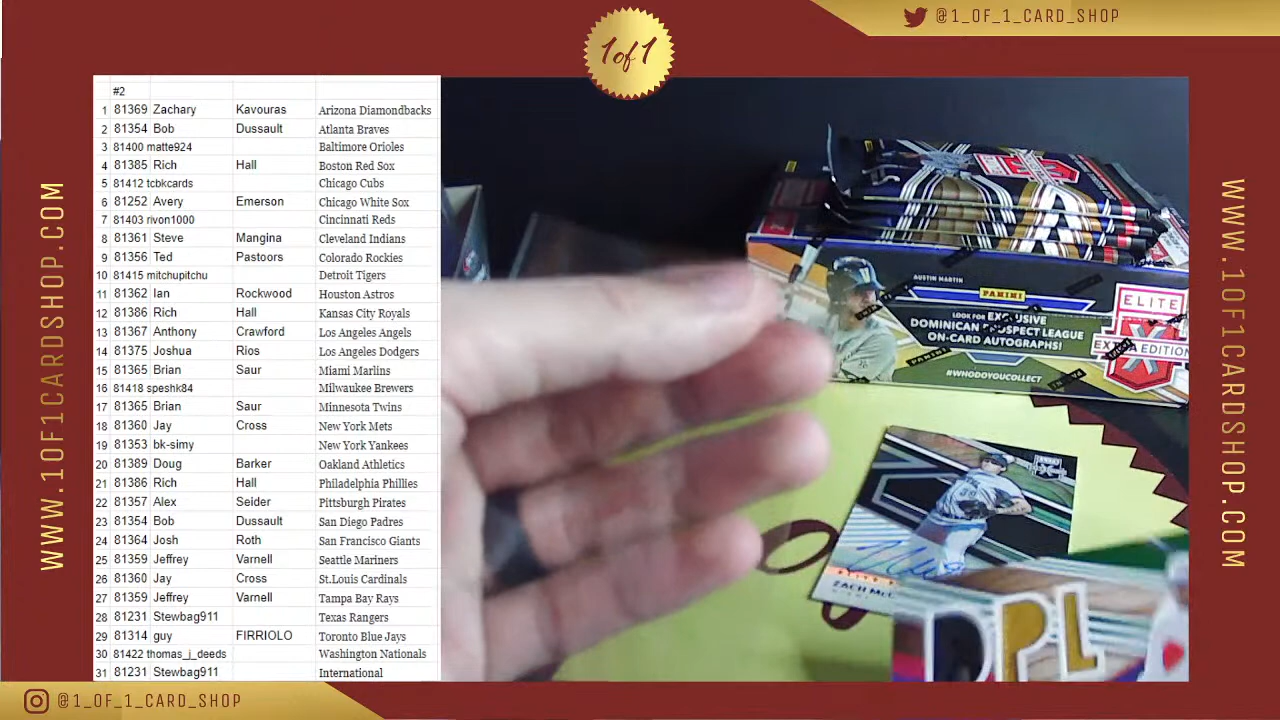 @1_OF_1_CARD_SHOP
1of1
WWW.1OF1CARDSHOP.COM
#2
1 81369 Zachary Kavouras Arizona Diamondbacks
2 81354 Bob Dussault Atlanta Braves
3 81400 matte924 Baltimore Orioles
4 81385 Rich Hall Boston Red Sox
5 81412 tcbkcards Chicago Cubs
6 81252 Avery Emerson Chicago White Sox
7 81403 rivon1000 Cincinnati Reds
8 81361 Steve Mangina Cleveland Indians
9 81356 Ted Pastoors Colorado Rockies
10 81415 mitchupitchu Detroit Tigers
11 81362 Ian Rockwood Houston Astros
12 81386 Rich Hall Kansas City Royals
13 81367 Anthony Crawford Los Angeles Angels
14 81375 Joshua Rios Los Angeles Dodgers
15 81365 Brian Saur Miami Marlins
16 81418 speshk84 Milwaukee Brewers
17 81365 Brian Saur Minnesota Twins
18 81360 Jay Cross New York Mets
19 81353 bk-simy New York Yankees
20 81389 Doug Barker Oakland Athletics
21 81386 Rich Hall Philadelphia Phillies
22 81357 Alex Seider Pittsburgh Pirates
23 81354 Bob Dussault San Diego Padres
24 81364 Josh Roth San Francisco Giants
25 81359 Jeffrey Varnell Seattle Mariners
26 81360 Jay Cross St.Louis Cardinals
27 81359 Jeffrey Varnell Tampa Bay Rays
28 81231 Stewbag911 Texas Rangers
29 81314 guy FIRRIOLO Toronto Blue Jays
30 81422 thomas_j_deeds Washington Nationals
31 81231 Stewbag911 International
AUSTIN MARTIN
PANINI
LOOK FOR EXCLUSIVE
DOMINICAN PROSPECT LEAGUE
ON-CARD AUTOGRAPHS!
#WHODOYOUCOLLECT
ELITE
X
EXTRA EDITION
ZACH
DPL
WWW.1OF1CARDSHOP.COM
@1_OF_1_CARD_SHOP